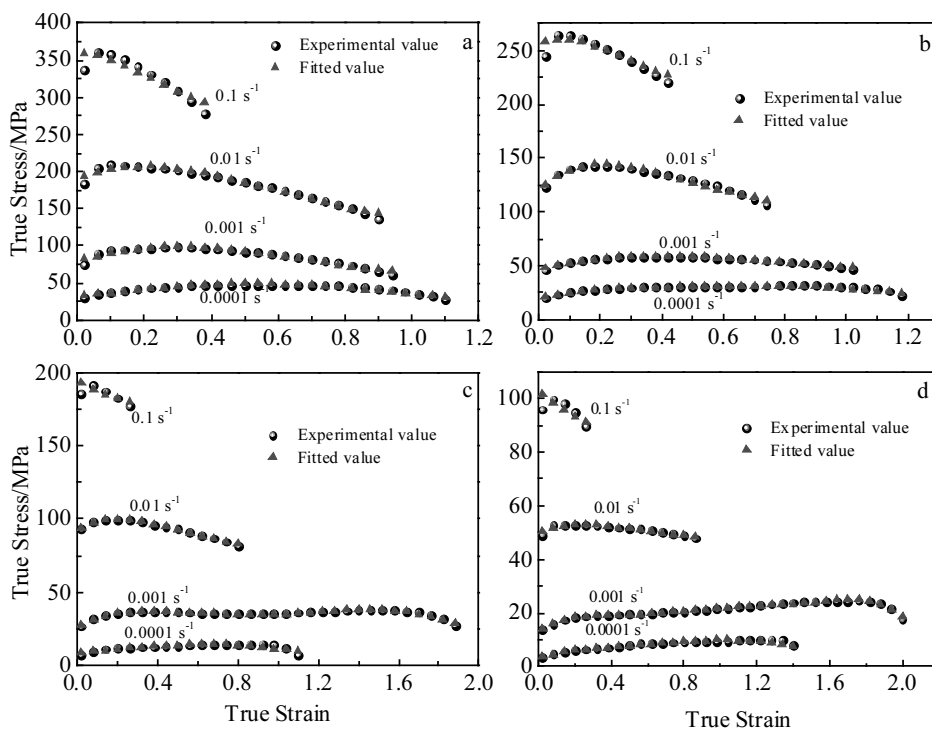 a
400
350
300
250
200
150
100
50
0
True Stress/MPa
Experimental value
Fitted value
0.1 s-1
0.01 s-1
0.001 s-1
0.0001 s-1
0.0 0.2 0.4 0.6 0.8 1.0 1.2
b
250
200
150
100
50
0
Experimental value
Fitted value
0.1 s-1
0.01 s-1
0.001 s-1
0.0001 s-1
0.0 0.2 0.4 0.6 0.8 1.0 1.2
c
200
150
100
50
0
True Stress/MPa
Experimental value
Fitted value
0.1 s-1
0.01 s-1
0.001 s-1
0.0001 s-1
0.0 0.4 0.8 1.2 1.6 2.0
True Strain
d
100
80
60
40
20
0
Experimental value
Fitted value
0.1 s-1
0.01 s-1
0.001 s-1
0.0001 s-1
0.0 0.4 0.8 1.2 1.6 2.0
True Strain